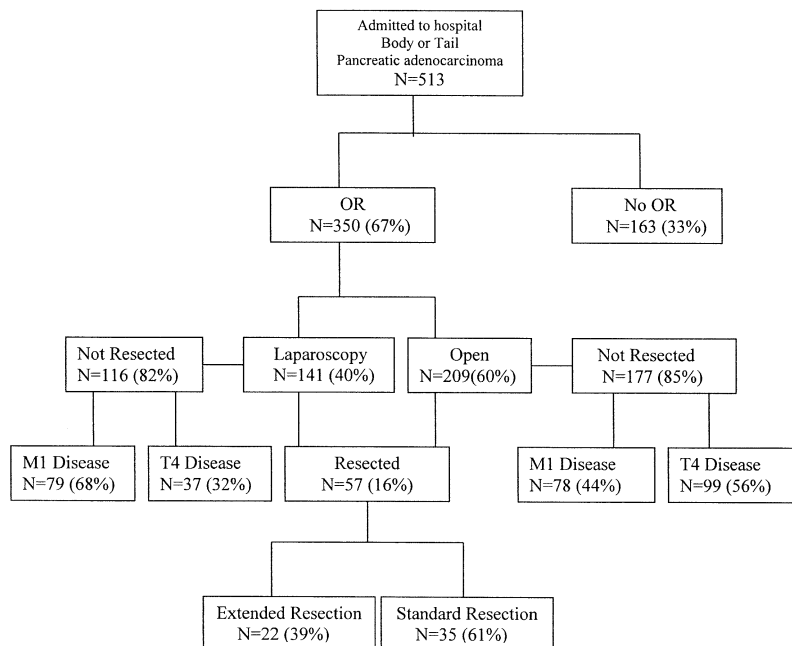 Admitted to hospital
Body or Tail
Pancreatic adenocarcinoma
N=513
OR
N=350 (67%)
No OR
N=163 (33%)
Not Resected
N=116 (82%)
Laparoscopy
N=141 (40%)
Open
N=209(60%)
Not Resected
N=177 (85%)
M1 Disease
N=79 (68%)
T4 Disease
N=37 (32%)
Resected
N=57 (16%)
M1 Disease
N=78 (44%)
T4 Disease
N=99 (56%)
Extended Resection
N=22 (39%)
Standard Resection
N=35 (61%)